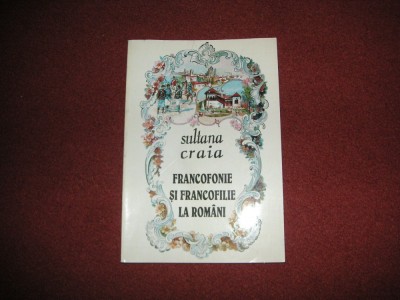 sultana
craia
FRANCOFONIE
ŞI FRANCOFILIE
LA ROMÂNI